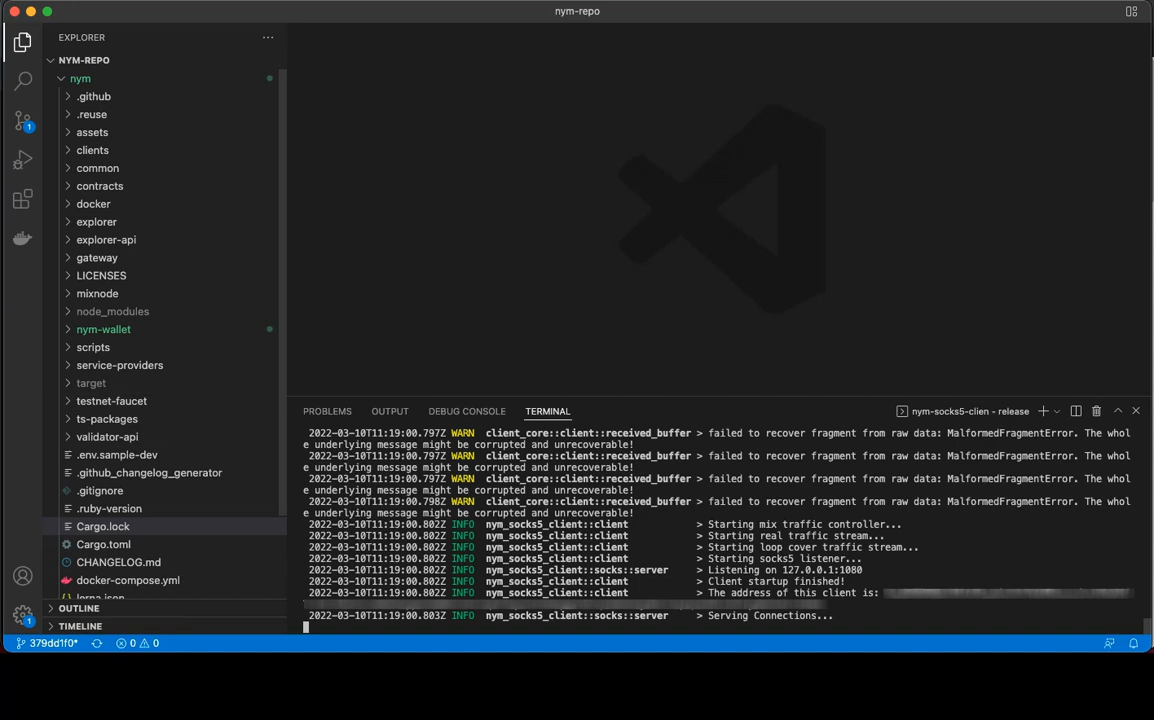 nym-repo
EXPLORER
NYM-REPO
nym
.github
.reuse
assets
clients
common
contracts
docker
explorer
explorer-api
gateway
LICENSES
mixnode
node_modules
nym-wallet
scripts
service-providers
target
testnet-faucet
ts-packages
validator-api
.env.sample-dev
.github_changelog_generator
.gitignore
.ruby-version
Cargo.lock
Cargo.toml
CHANGELOG.md
docker-compose.yml
lerna.json
OUTLINE
TIMELINE
1
1
PROBLEMS OUTPUT DEBUG CONSOLE TERMINAL nym-socks5-clien - release
2022-03-10T11:19:00.797Z WARN client_core::client::received_buffer > failed to recover fragment from raw data: MalformedFragmentError. The whol
e underlying message might be corrupted and unrecoverable!
2022-03-10T11:19:00.797Z WARN client_core::client::received_buffer > failed to recover fragment from raw data: MalformedFragmentError. The whol
e underlying message might be corrupted and unrecoverable!
2022-03-10T11:19:00.797Z WARN client_core::client::received_buffer > failed to recover fragment from raw data: MalformedFragmentError. The whol
e underlying message might be corrupted and unrecoverable!
2022-03-10T11:19:00.798Z WARN client_core::client::received_buffer > failed to recover fragment from raw data: MalformedFragmentError. The whol
e underlying message might be corrupted and unrecoverable!
2022-03-10T11:19:00.802Z INFO nym_socks5_client::client > Starting mix traffic controller...
2022-03-10T11:19:00.802Z INFO nym_socks5_client::client > Starting real traffic stream...
2022-03-10T11:19:00.802Z INFO nym_socks5_client::client > Starting loop cover traffic stream...
2022-03-10T11:19:00.802Z INFO nym_socks5_client::client > Starting socks5 listener...
2022-03-10T11:19:00.802Z INFO nym_socks5_client::socks::server > Listening on 127.0.0.1:1080
2022-03-10T11:19:00.802Z INFO nym_socks5_client::client > Client startup finished!
2022-03-10T11:19:00.802Z INFO nym_socks5_client::client > The address of this client is:
2022-03-10T11:19:00.803Z INFO nym_socks5_client::socks::server > Serving Connections...
379dd1f0* 0 0